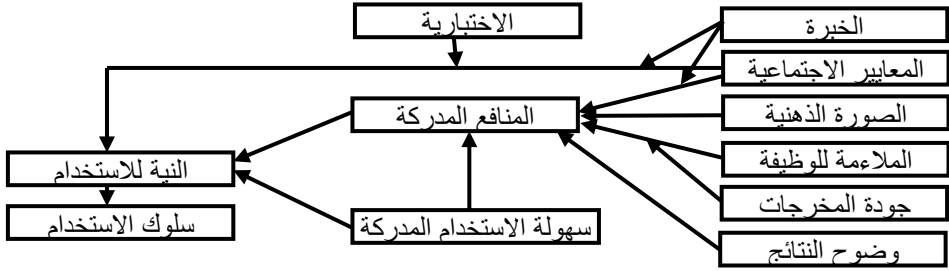 الاختبارية
الخبرة
المعايير الاجتماعية
الصورة الذهنية
المنافع المدركة
الملاءمة للوظيفة
النية للاستخدام
جودة المخرجات
سلوك الاستخدام
سهولة الاستخدام المدركة
وضوح النتائج